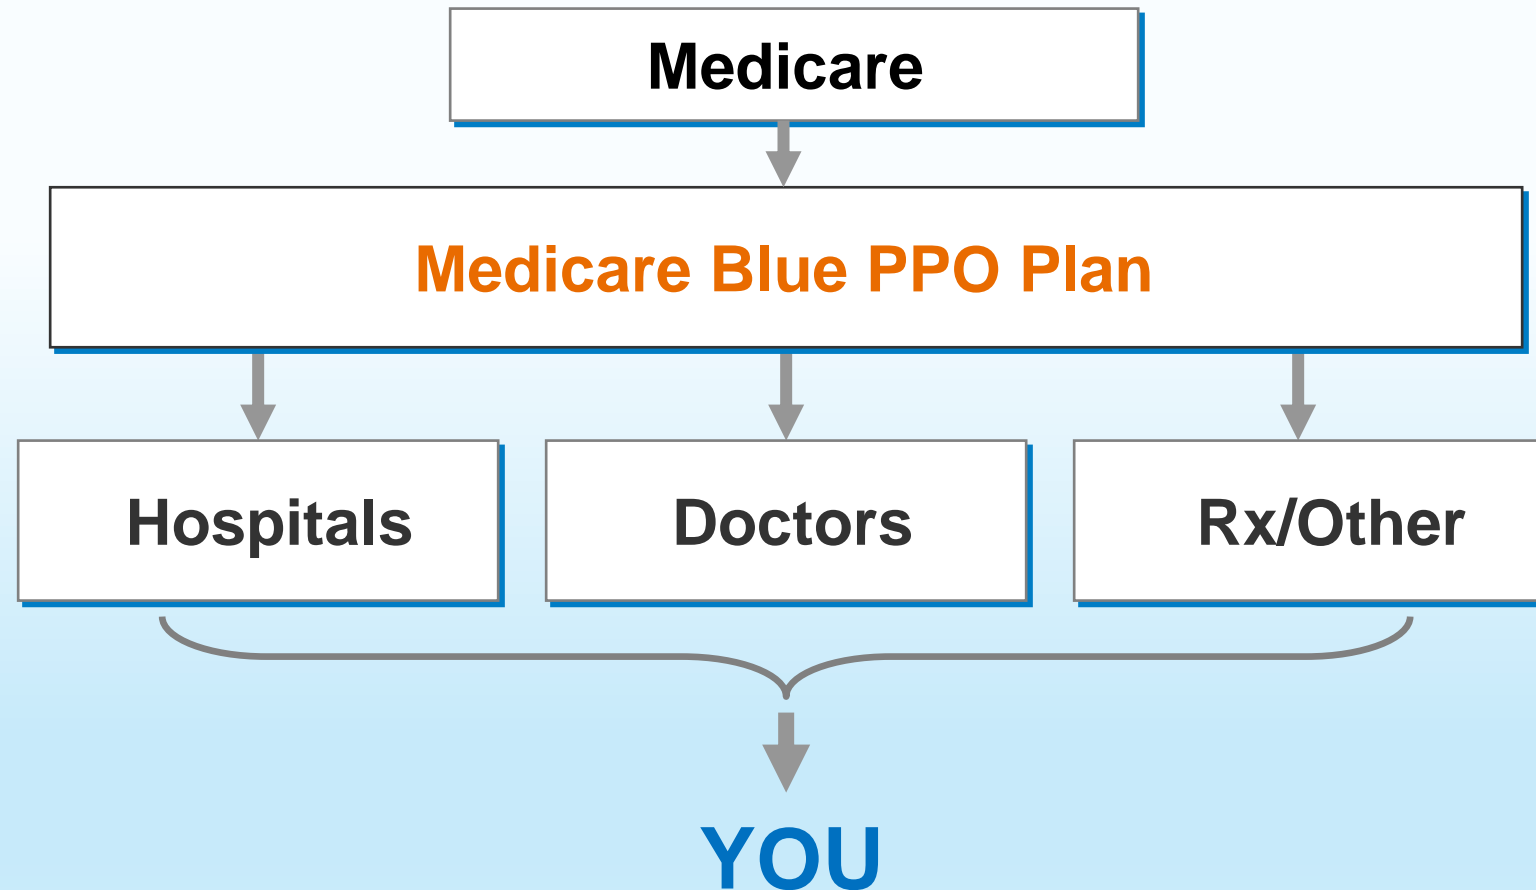 Medicare
Medicare Blue PPO Plan
Hospitals
Doctors
Rx/Other
YOU